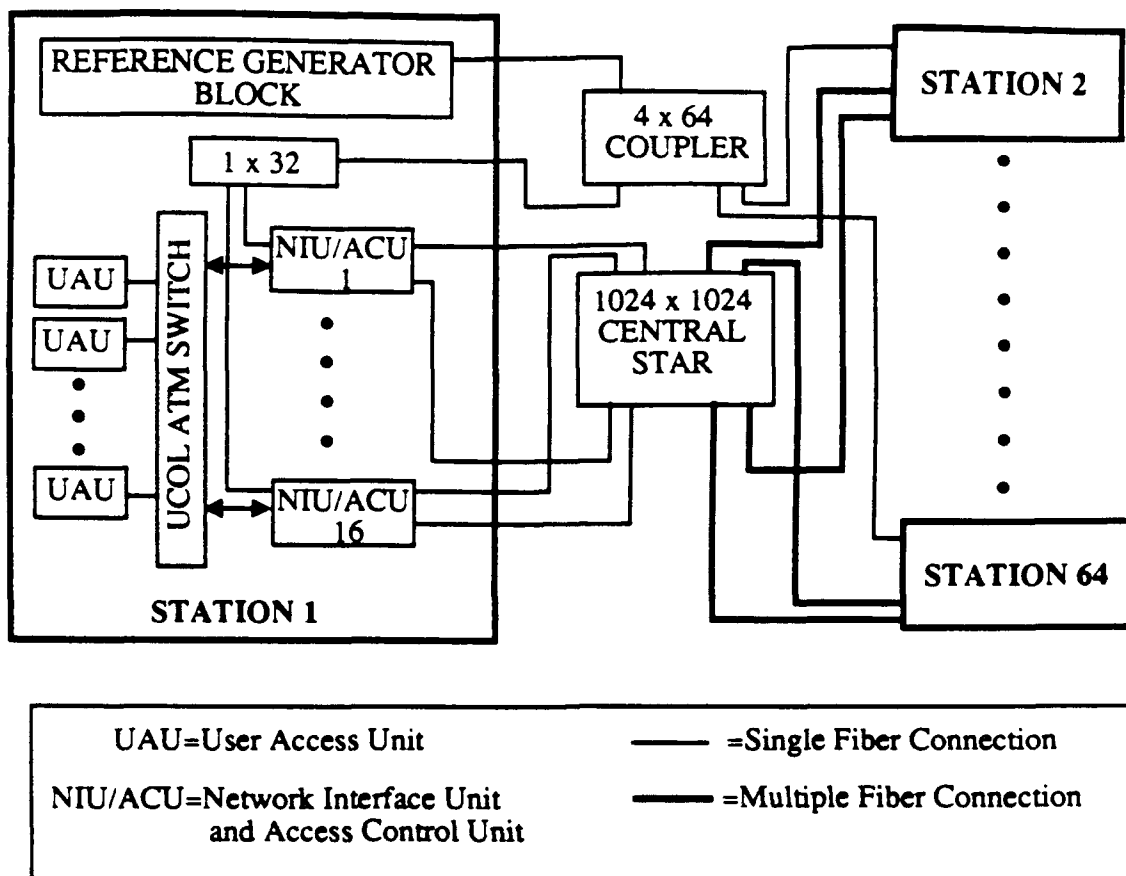 REFERENCE GENERATOR
BLOCK
1 x 32
UCOL ATM SWITCH
UAU
UAU
UAU
NIU/ACU
1
NIU/ACU
16
STATION 1
4 x 64
COUPLER
1024 x 1024
CENTRAL
STAR
STATION 2
STATION 64
UAU=User Access Unit
NIU/ACU=Network Interface Unit
and Access Control Unit
=Single Fiber Connection
=Multiple Fiber Connection